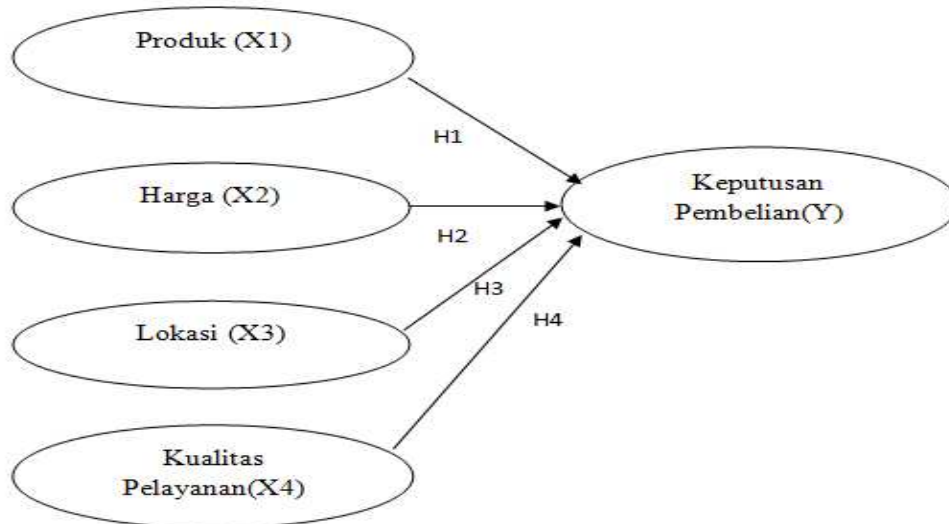 Produk (X1)
H1
Harga (X2)
Keputusan
Pembelian(Y)
H2
H3
Lokasi (X3)
H4
Kualitas
Pelayanan(X4)